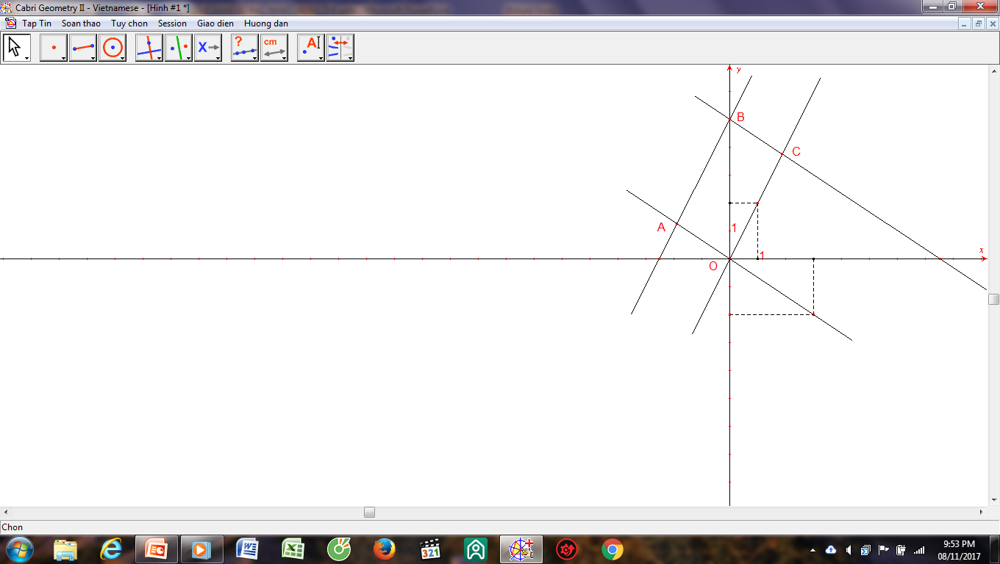 Cabri Geometry II - Vietnamese - [Hinh #1 *]
Tap Tin Soan thao Tuy chon Session Giao dien Huong dan
? cm A X
y
B
C
A
1
1
x
O
Chon
321
9:53 PM
08/11/2017